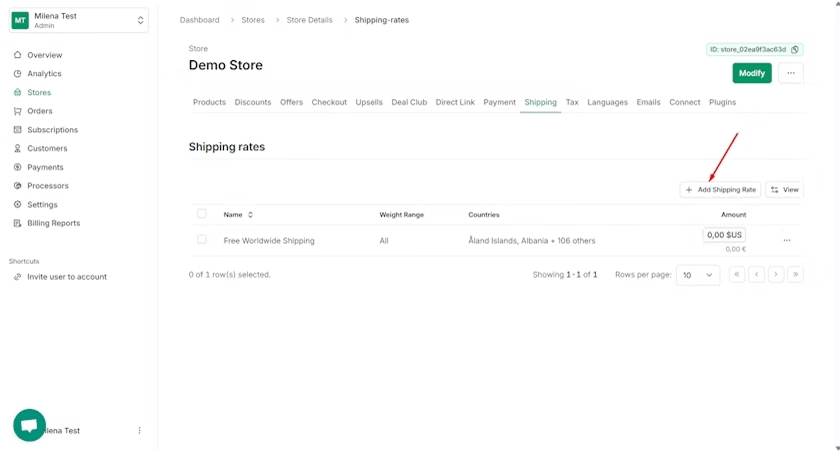 MT
Milena Test
Admin
Overview
Analytics
Stores
Orders
Subscriptions
Customers
Payments
Processors
Settings
Billing Reports
Shortcuts
Invite user to account
lena Test
Dashboard > Stores > Store Details > Shipping-rates
Store
ID: store_02ea9f3ac63d
Demo Store
Modify
Products Discounts Offers Checkout Upsells Deal Club Direct Link Payment Shipping Tax Languages Emails Connect Plugins
Shipping rates
+ Add Shipping Rate View
Name Weight Range Countries Amount
Free Worldwide Shipping All Åland Islands, Albania + 106 others 0,00 $US
0,00 €
0 of 1 row(s) selected. Showing 1 - 1 of 1 Rows per page: 10 « < > »